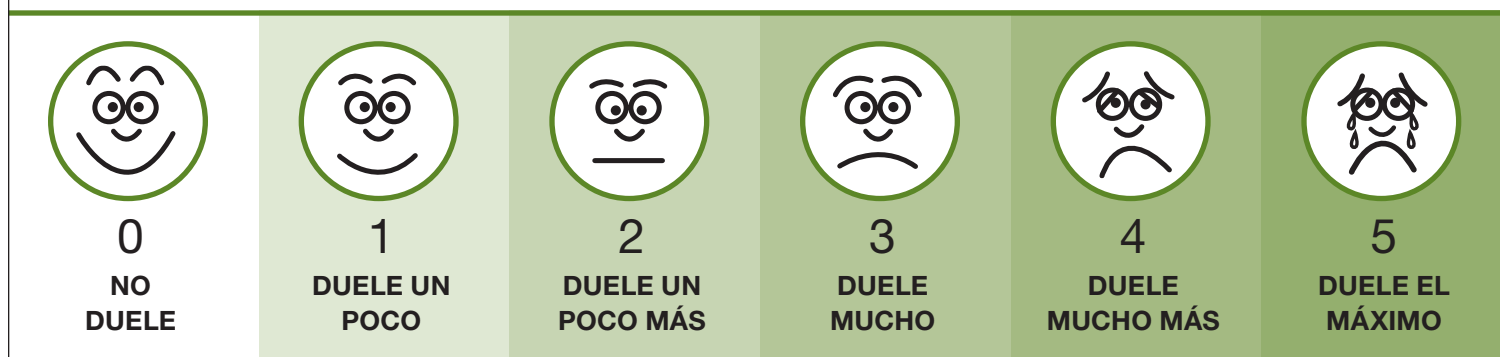 0
NO
DUELE
1
DUELE UN
POCO
2
DUELE UN
POCO MÁS
3
DUELE
MUCHO
4
DUELE
MUCHO MÁS
5
DUELE EL
MÁXIMO